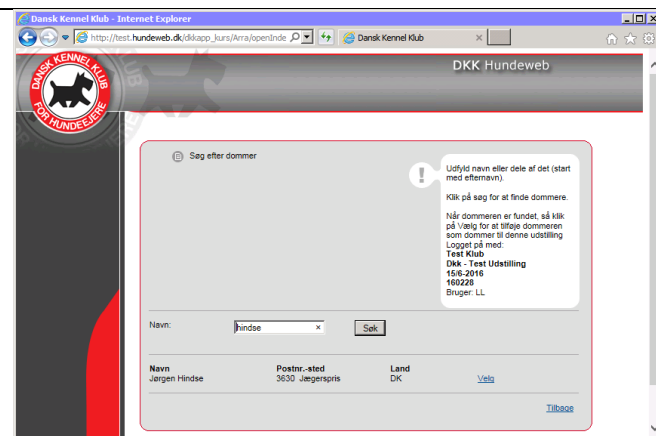 Dansk Kennel Klub - Internet Explorer
http://test.hundeweb.dk/dkkapp_kurs/Arra/openInde
Dansk Kennel Klub
DANSK KENNEL KLUB
FOR HUNDEEJERE
DKK Hundeweb
Søg efter dommer
!
Udfyld navn eller dele af det (start
med efternavn).
Klik på søg for at finde dommere.
Når dommeren er fundet, så klik
på Vælg for at tilføje dommeren
som dommer til denne udstilling
Logget på med:
Test Klub
Dkk - Test Udstilling
15/6-2016
160228
Bruger: LL
Navn: hindse × Søk
Navn Postnr.-sted Land
Jørgen Hindse 3630 Jægerspris DK Velg
Tilbage